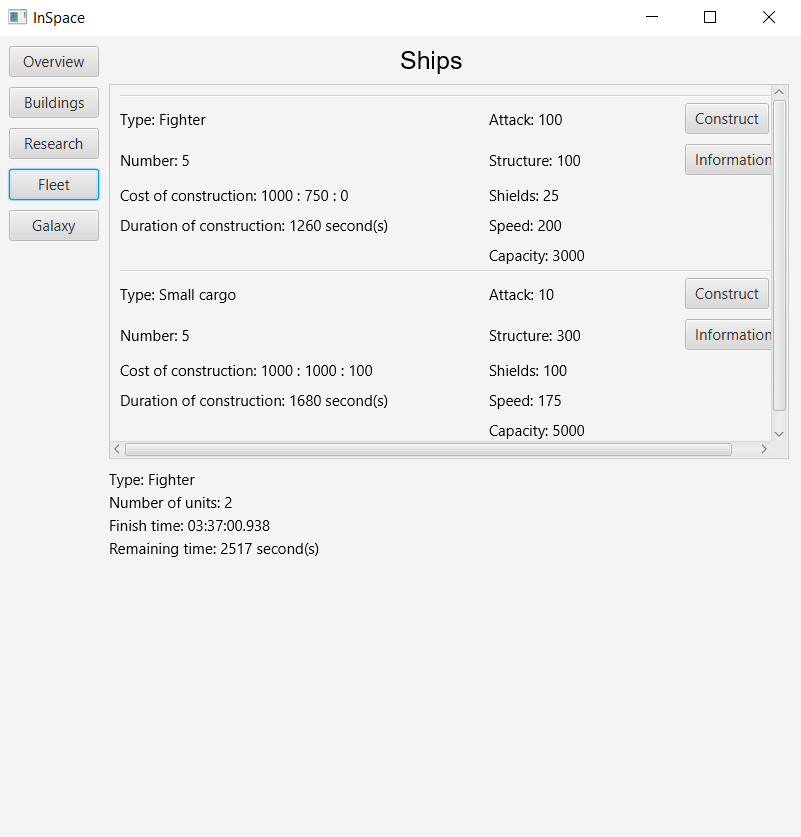 InSpace
Ships
Overview
Buildings
Research
Fleet
Galaxy
Type: Fighter Attack: 100 Construct
Number: 5 Structure: 100 Information
Cost of construction: 1000 : 750 : 0 Shields: 25
Duration of construction: 1260 second(s) Speed: 200
Capacity: 3000
Type: Small cargo Attack: 10 Construct
Number: 5 Structure: 300 Information
Cost of construction: 1000 : 1000 : 100 Shields: 100
Duration of construction: 1680 second(s) Speed: 175
Capacity: 5000
Type: Fighter
Number of units: 2
Finish time: 03:37:00.938
Remaining time: 2517 second(s)